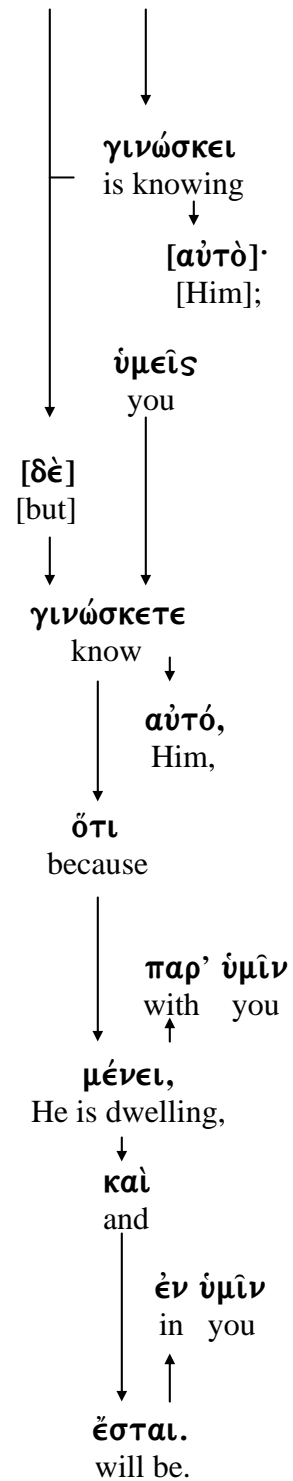 γινώσκει
is knowing
[αὐτὸ]·
[Him];
ὑμεῖς
you
[δὲ]
[but]
γινώσκετε
know
αὐτό,
Him,
ὅτι
because
παρ’ ὑμῖν
with you
μένει,
He is dwelling,
καὶ
and
ἐν ὑμῖν
in you
ἔσται.
will be.